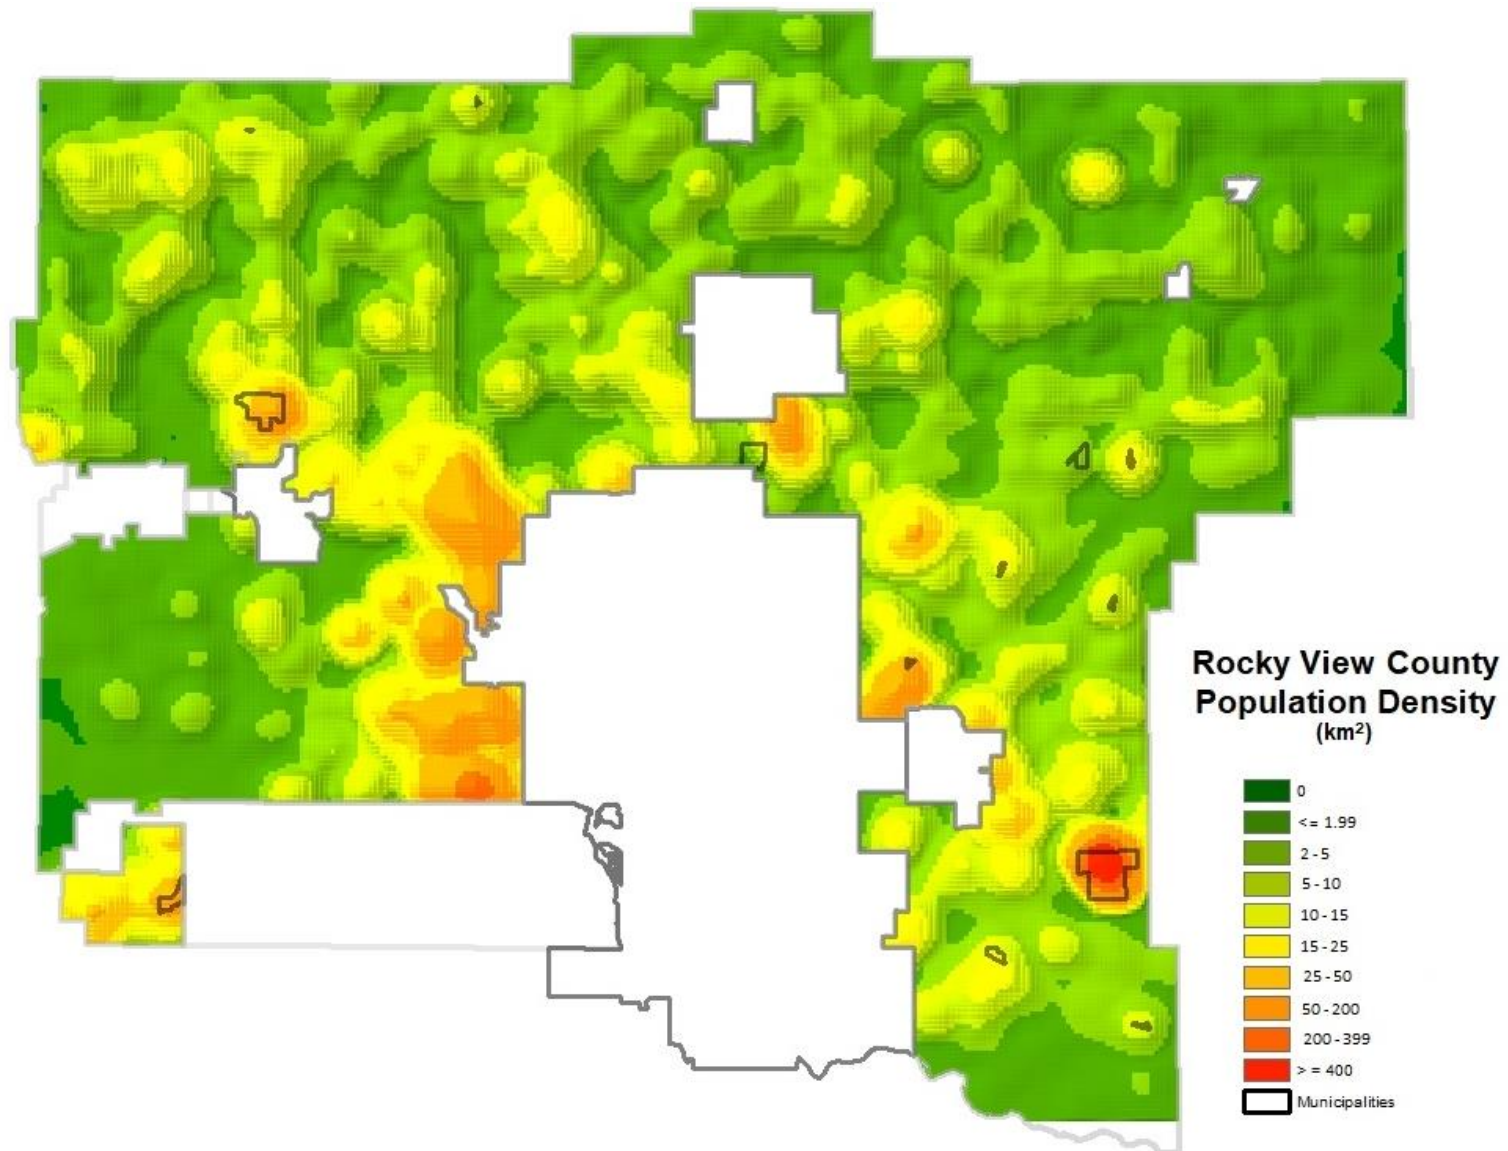 Rocky View County
Population Density
(km²)
0
<= 1.99
2 - 5
5 - 10
10 - 15
15 - 25
25 - 50
50 - 200
200 - 399
> = 400
Municipalities